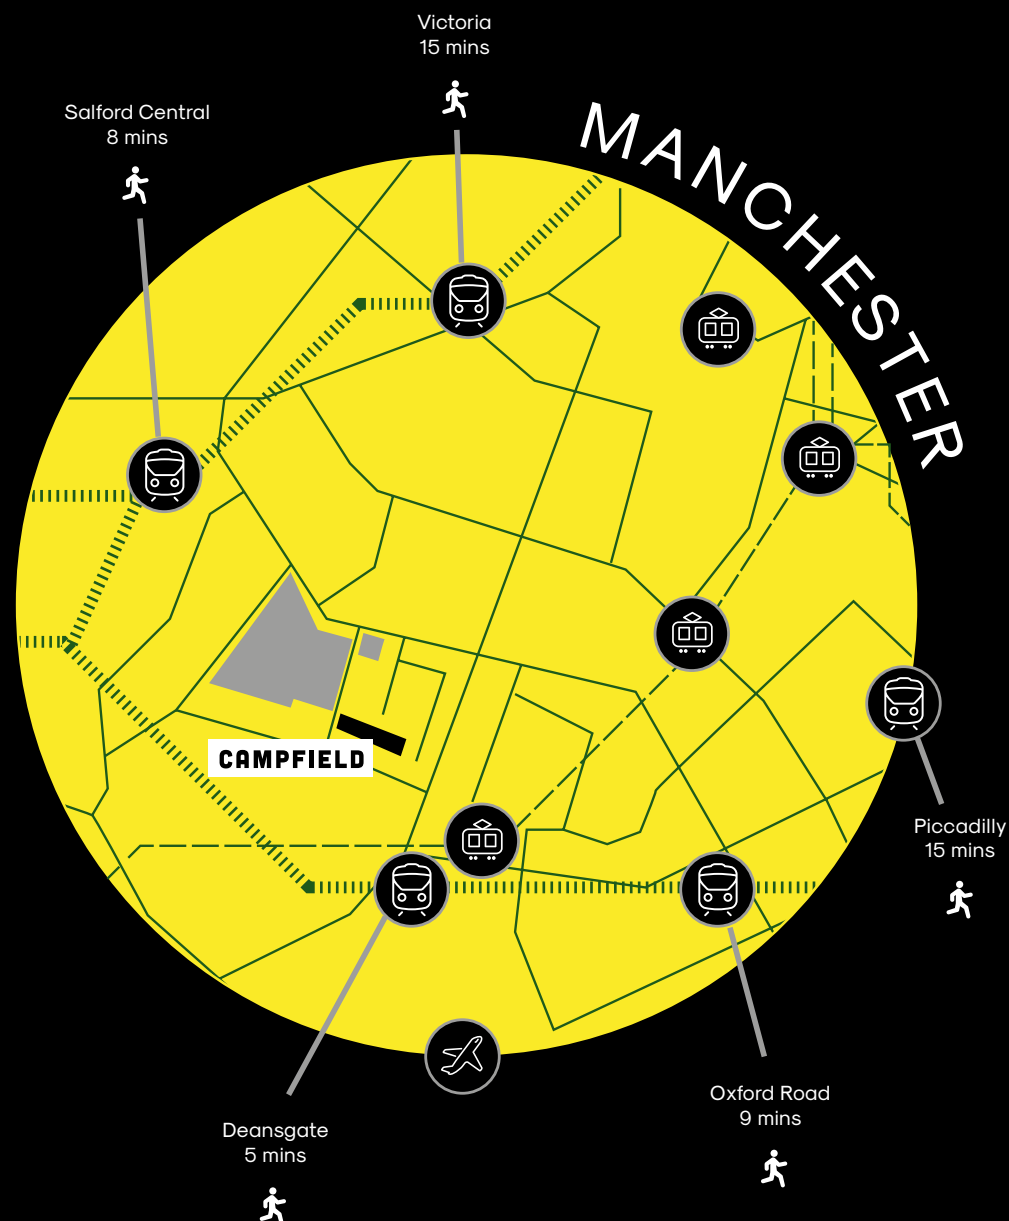 Victoria
15 mins
Salford Central
8 mins
MANCHESTER
CAMPFIELD
Piccadilly
15 mins
Oxford Road
9 mins
Deansgate
5 mins